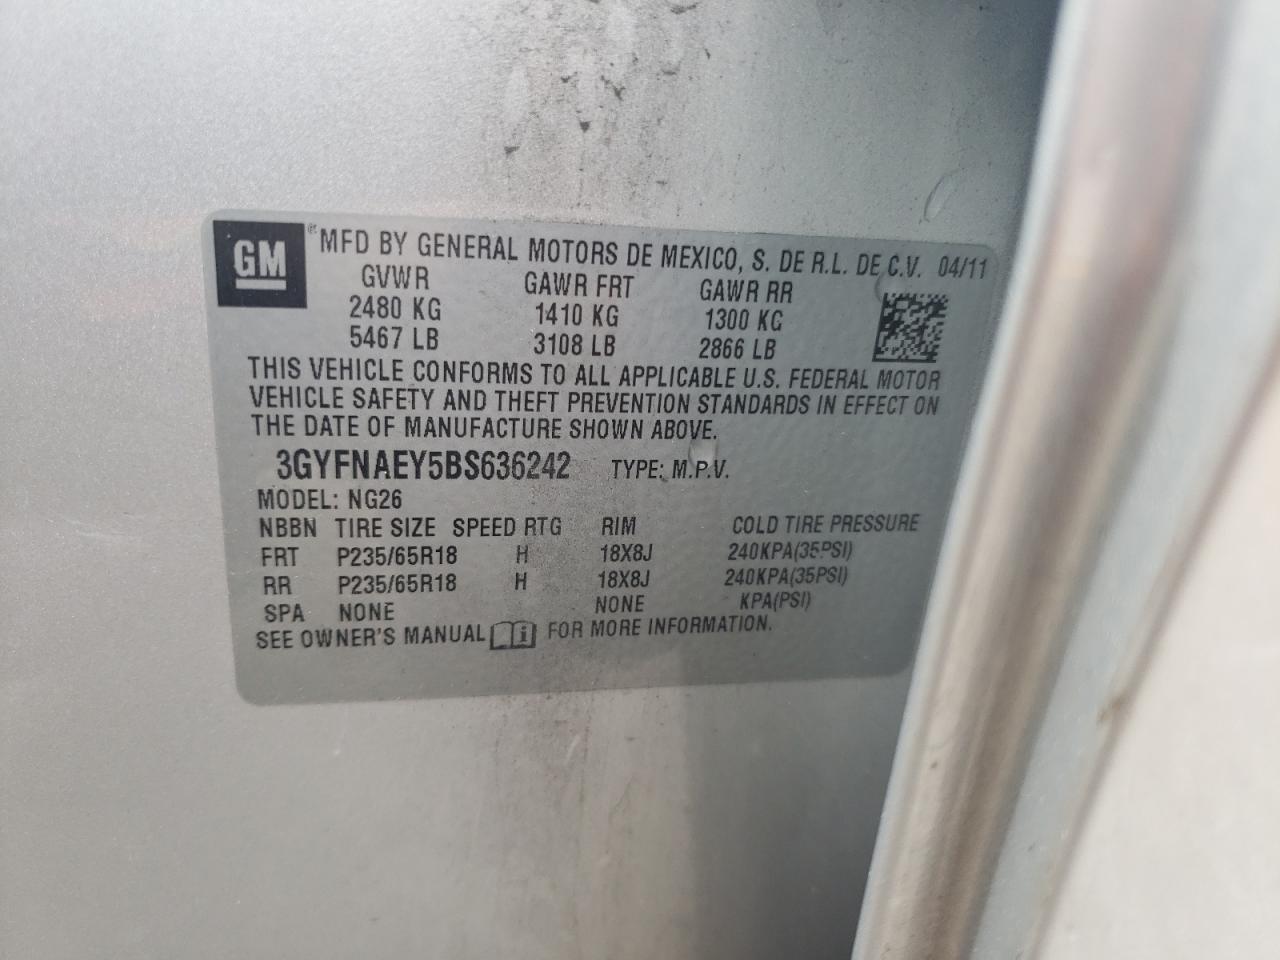 GM ® MFD BY GENERAL MOTORS DE MEXICO, S. DE R.L. DE C.V. 04/11
GVWR GAWR FRT GAWR RR
2480 KG 1410 KG 1300 KG
5467 LB 3108 LB 2866 LB
THIS VEHICLE CONFORMS TO ALL APPLICABLE U.S. FEDERAL MOTOR
VEHICLE SAFETY AND THEFT PREVENTION STANDARDS IN EFFECT ON
THE DATE OF MANUFACTURE SHOWN ABOVE.
3GYFNAEY5BS636242 TYPE: M.P.V.
MODEL: NG26
NBBN TIRE SIZE SPEED RTG RIM COLD TIRE PRESSURE
FRT P235/65R18 H 18X8J 240KPA(35PSI)
RR P235/65R18 H 18X8J 240KPA(35PSI)
SPA NONE NONE KPA(PSI)
SEE OWNER'S MANUAL i FOR MORE INFORMATION.